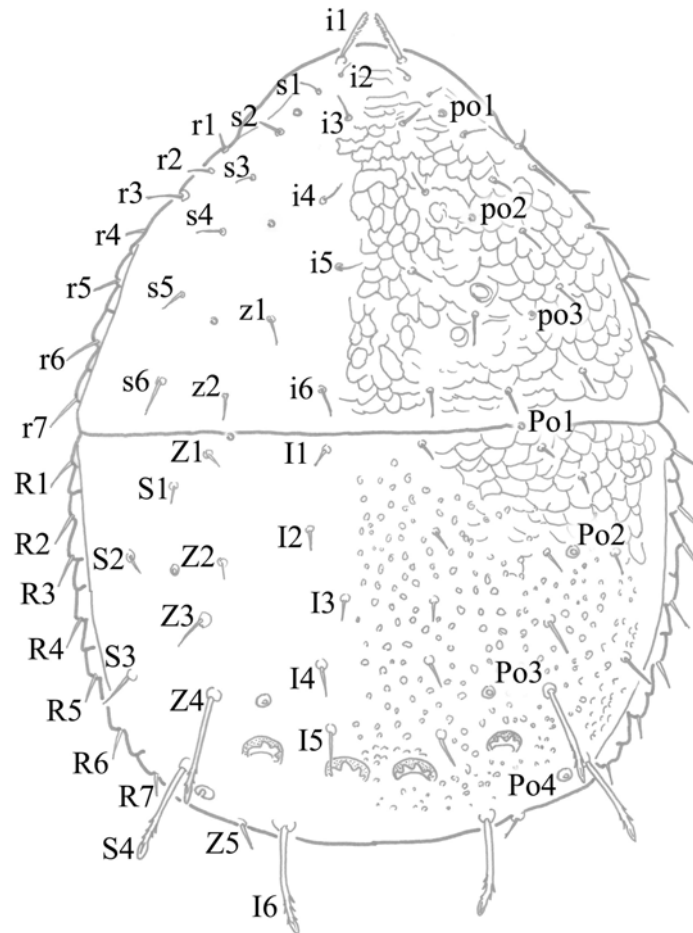 i1
i2
s1
po1
i3
s2
r1
r2
s3
r3
i4
po2
s4
r4
i5
r5
s5
z1
po3
r6
s6
z2
i6
r7
Po1
Z1
I1
R1
S1
I2
R2
S2
Z2
Po2
R3
I3
Z3
R4
S3
I4
Po3
R5
Z4
I5
R6
R7
Po4
S4
Z5
I6